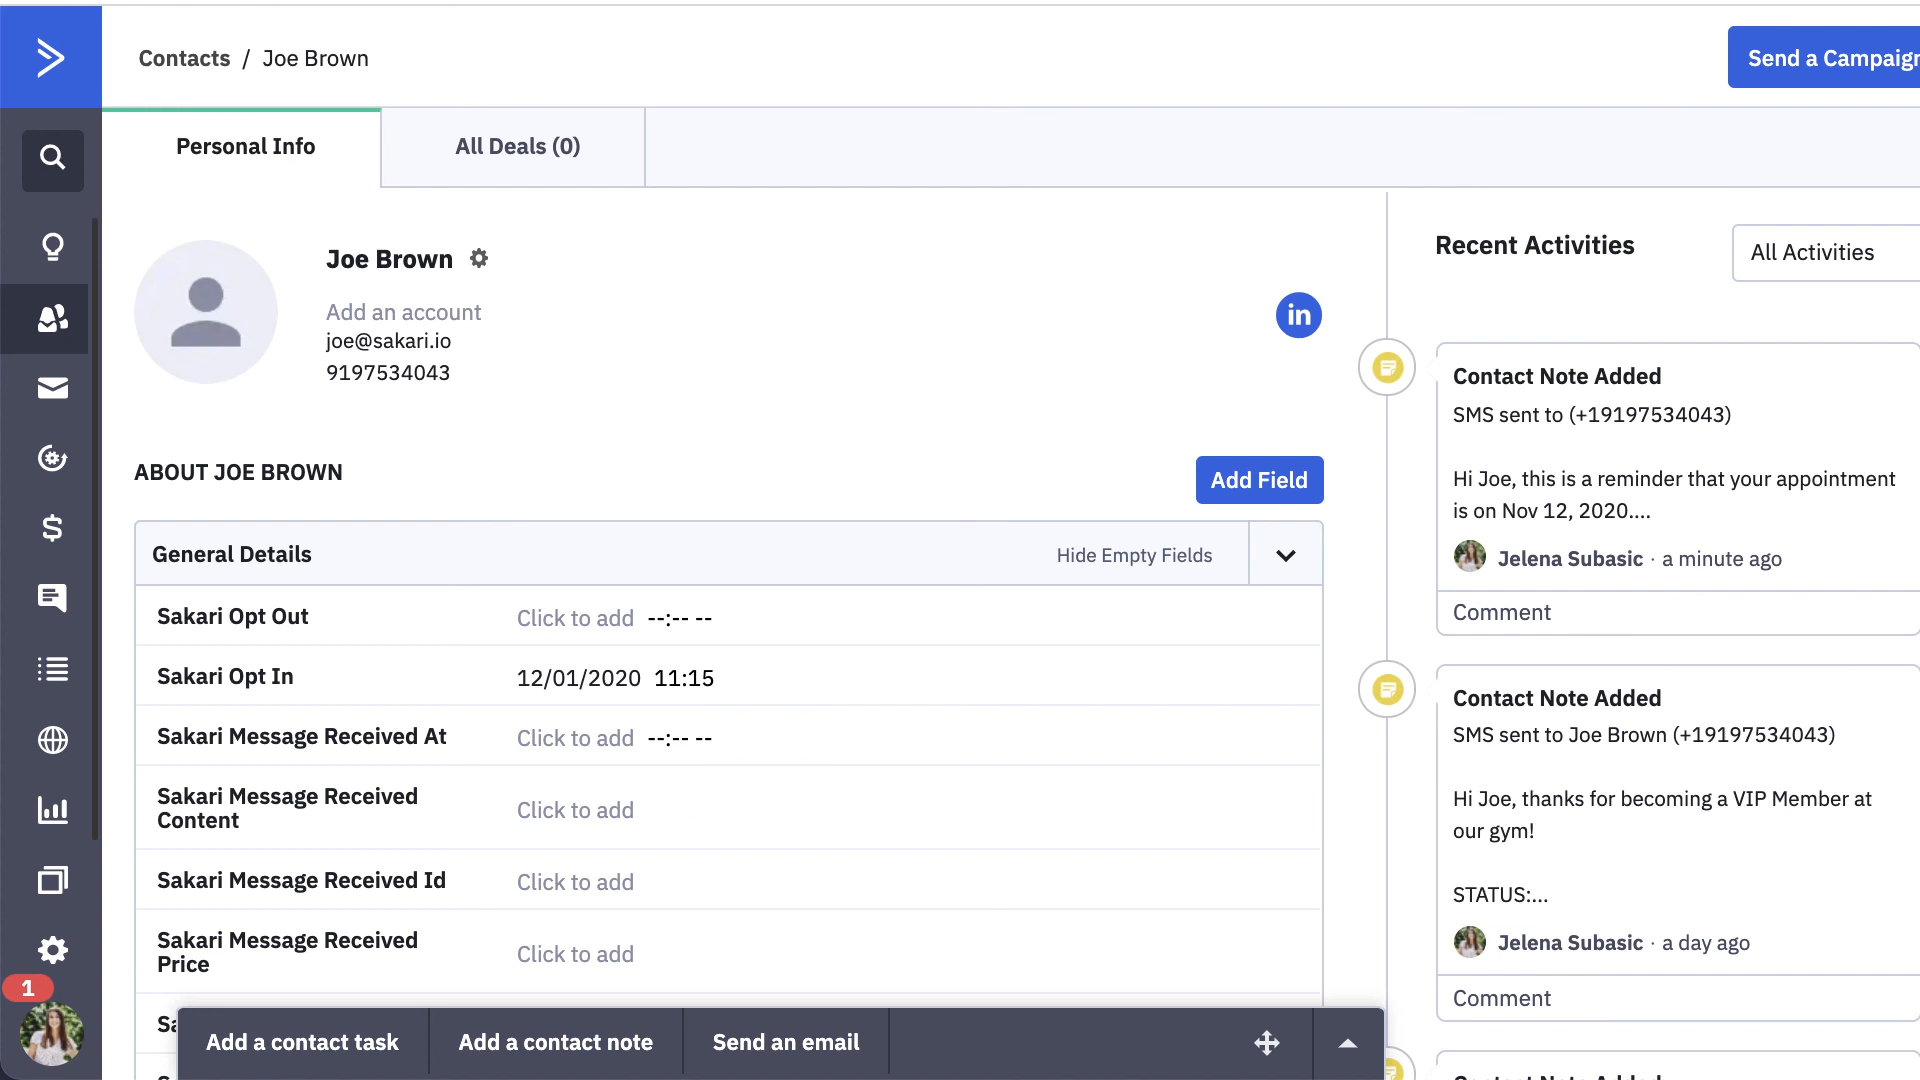 Contacts / Joe Brown
Send a Campaign
Personal Info
All Deals (0)
Joe Brown
Add an account
joe@sakari.io
9197534043
in
ABOUT JOE BROWN
Add Field
General Details
Hide Empty Fields
Sakari Opt Out
Click to add --:-- --
Sakari Opt In
12/01/2020 11:15
Sakari Message Received At
Click to add --:-- --
Sakari Message Received
Content
Click to add
Sakari Message Received Id
Click to add
Sakari Message Received
Price
Click to add
Add a contact task
Add a contact note
Send an email
1
Recent Activities
All Activities
Contact Note Added
SMS sent to (+19197534043)
Hi Joe, this is a reminder that your appointment
is on Nov 12, 2020....
Jelena Subasic · a minute ago
Comment
Contact Note Added
SMS sent to Joe Brown (+19197534043)
Hi Joe, thanks for becoming a VIP Member at
our gym!
STATUS:...
Jelena Subasic · a day ago
Comment
Contact Note Added